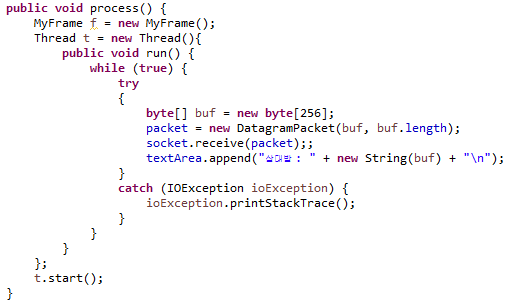 public void process() {
    MyFrame f = new MyFrame();
    Thread t = new Thread(){
        public void run() {
            while (true) {
                try
                {
                    byte[] buf = new byte[256];
                    packet = new DatagramPacket(buf, buf.length);
                    socket.receive(packet);;
                    textArea.append("상대방 : " + new String(buf) + "\n");
                }
                catch (IOException ioException) {
                    ioException.printStackTrace();
                }
            }
        }
    };
    t.start();
}